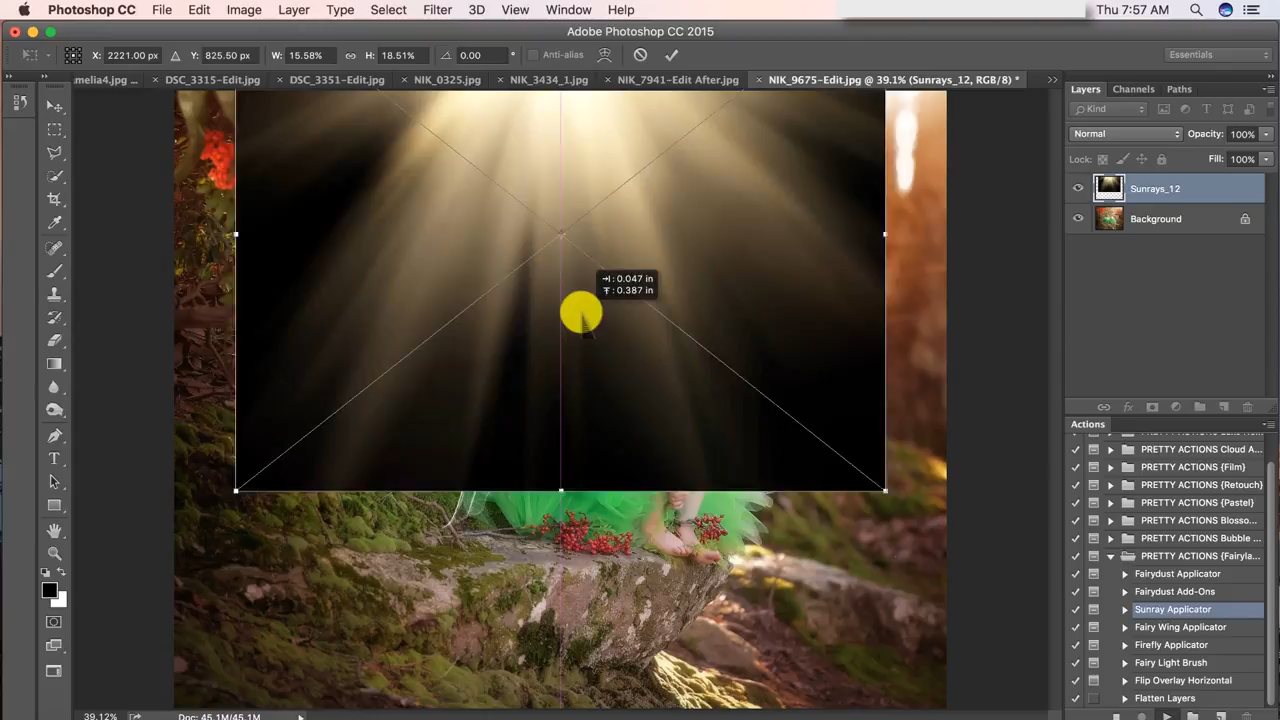 Photoshop CC File Edit Image Layer Type Select Filter 3D View Window Help Thu 7:57 AM
Adobe Photoshop CC 2015
X: 2221.00 px Y: 825.50 px W: 15.58% H: 18.51% 0.00 ° Anti-alias Essentials
melia4.jpg ... DSC_3315-Edit.jpg DSC_3351-Edit.jpg NIK_0325.jpg NIK_3434_1.jpg NIK_7941-Edit After.jpg NIK_9675-Edit.jpg @ 39.1% (Sunrays_12, RGB/8) *
Layers Channels Paths
Kind
Normal Opacity: 100%
Lock: Fill: 100%
Sunrays_12
Background
: 0.047 in
: 0.387 in
Actions
PRETTY ACTIONS Cloud A...
PRETTY ACTIONS {Film}
PRETTY ACTIONS {Retouch}
PRETTY ACTIONS {Pastel}
PRETTY ACTIONS Blosso...
PRETTY ACTIONS Bubble ...
PRETTY ACTIONS {Fairyla...
Fairydust Applicator
Fairydust Add-Ons
Sunray Applicator
Fairy Wing Applicator
Firefly Applicator
Fairy Light Brush
Flip Overlay Horizontal
Flatten Layers
39.12% Doc: 45.1M/45.1M